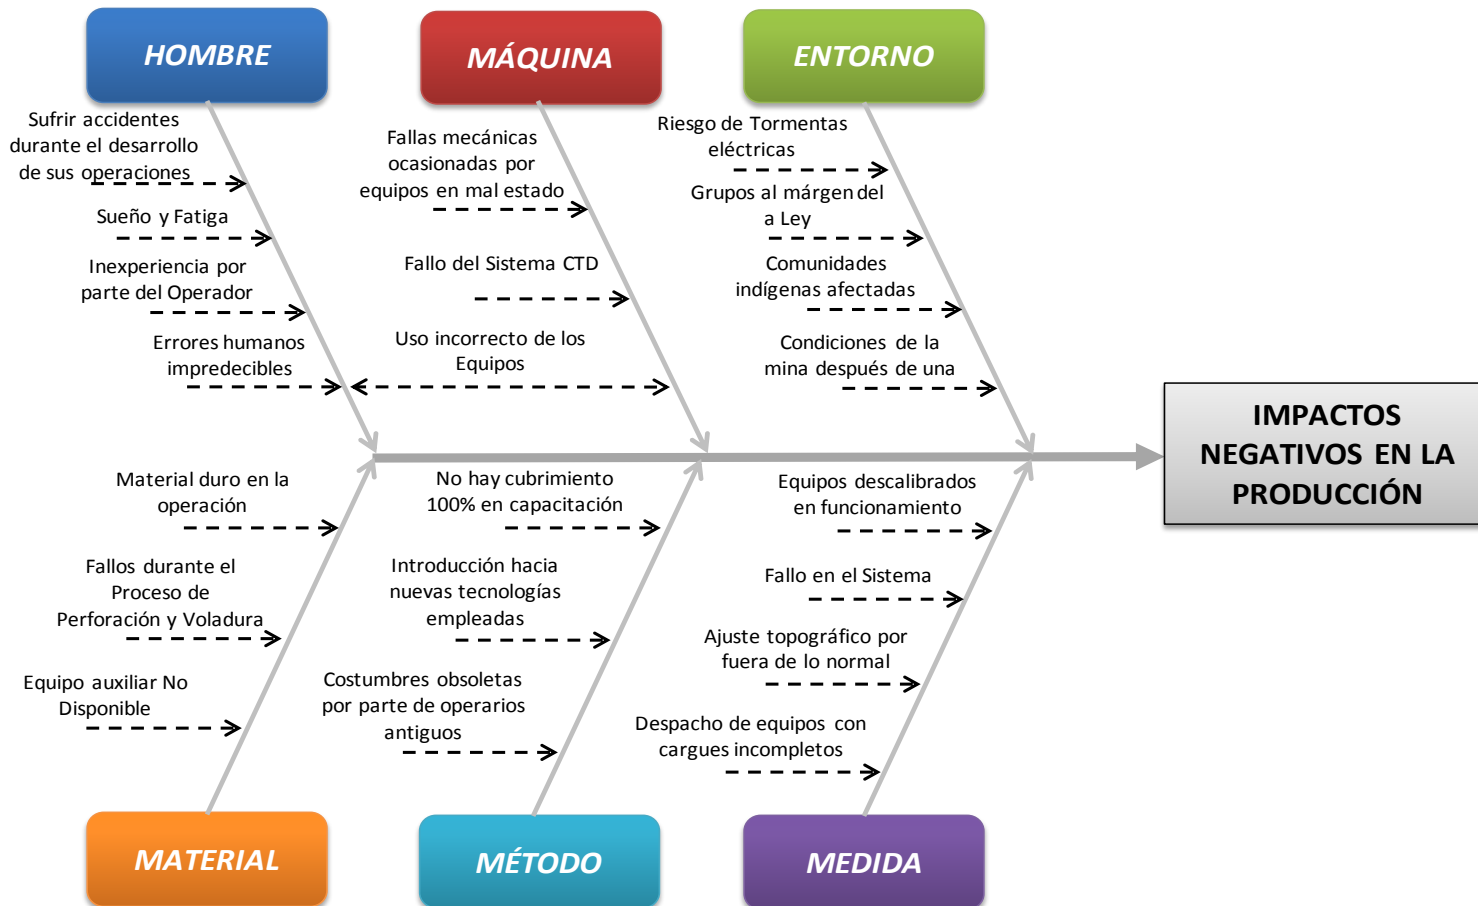 HOMBRE
MÁQUINA
ENTORNO
Sufrir accidentes
durante el desarrollo
de sus operaciones
Sueño y Fatiga
Inexperiencia por
parte del Operador
Errores humanos
impredecibles
Fallas mecánicas
ocasionadas por
equipos en mal estado
Fallo del Sistema CTD
Uso incorrecto de los
Equipos
Riesgo de Tormentas
eléctricas
Grupos al márgen del
a Ley
Comunidades
indígenas afectadas
Condiciones de la
mina después de una
IMPACTOS
NEGATIVOS EN LA
PRODUCCIÓN
Material duro en la
operación
Fallos durante el
Proceso de
Perforación y Voladura
Equipo auxiliar No
Disponible
No hay cubrimiento
100% en capacitación
Introducción hacia
nuevas tecnologías
empleadas
Costumbres obsoletas
por parte de operarios
antiguos
Equipos descalibrados
en funcionamiento
Fallo en el Sistema
Ajuste topográfico por
fuera de lo normal
Despacho de equipos con
cargues incompletos
MATERIAL
MÉTODO
MEDIDA